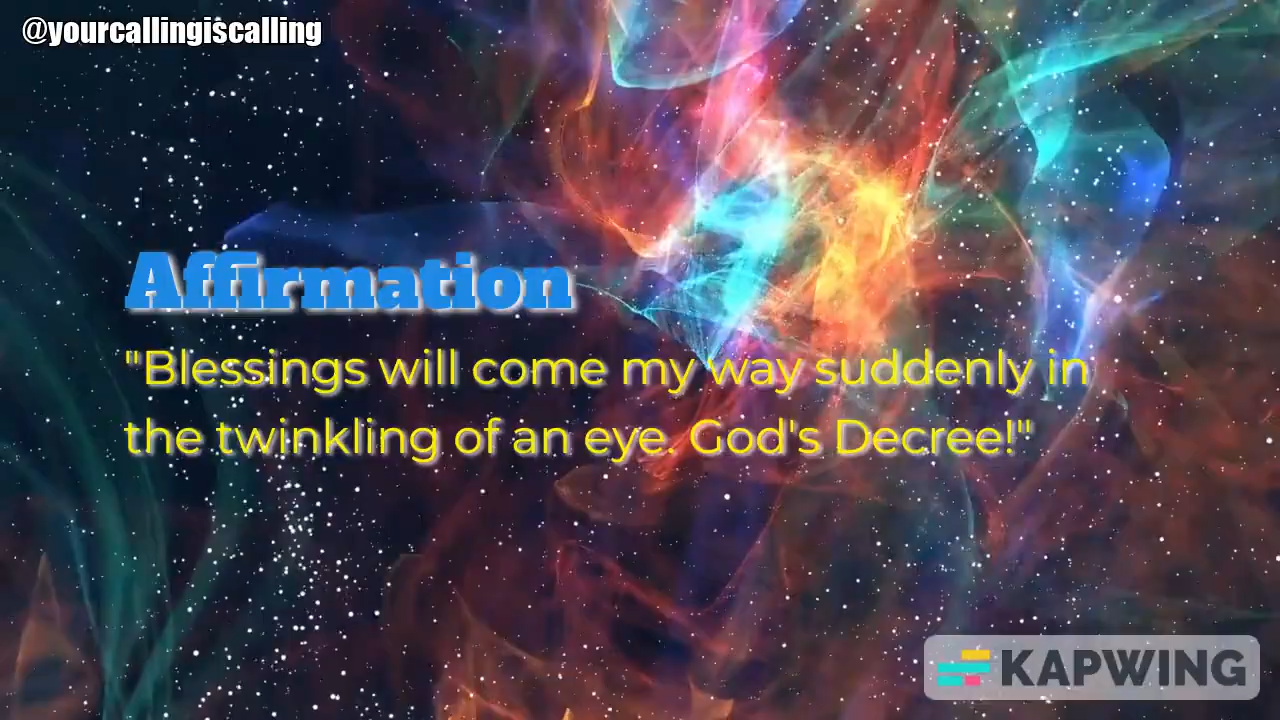 @yourcallingiscalling
Affirmation
"Blessings will come my way suddenly in
the twinkling of an eye. God's Decree!"
KAPWING